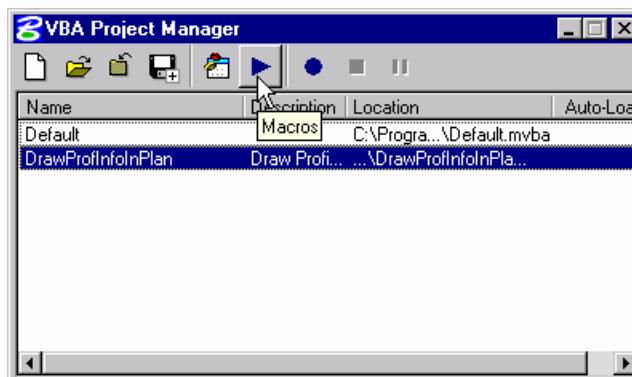 VBA Project Manager
Name Description Location Auto-Loa
Macros
Default C:\Progra...\Default.mvba
DrawProfInfoInPlan Draw Profi... ...\DrawProfInfoInPla...